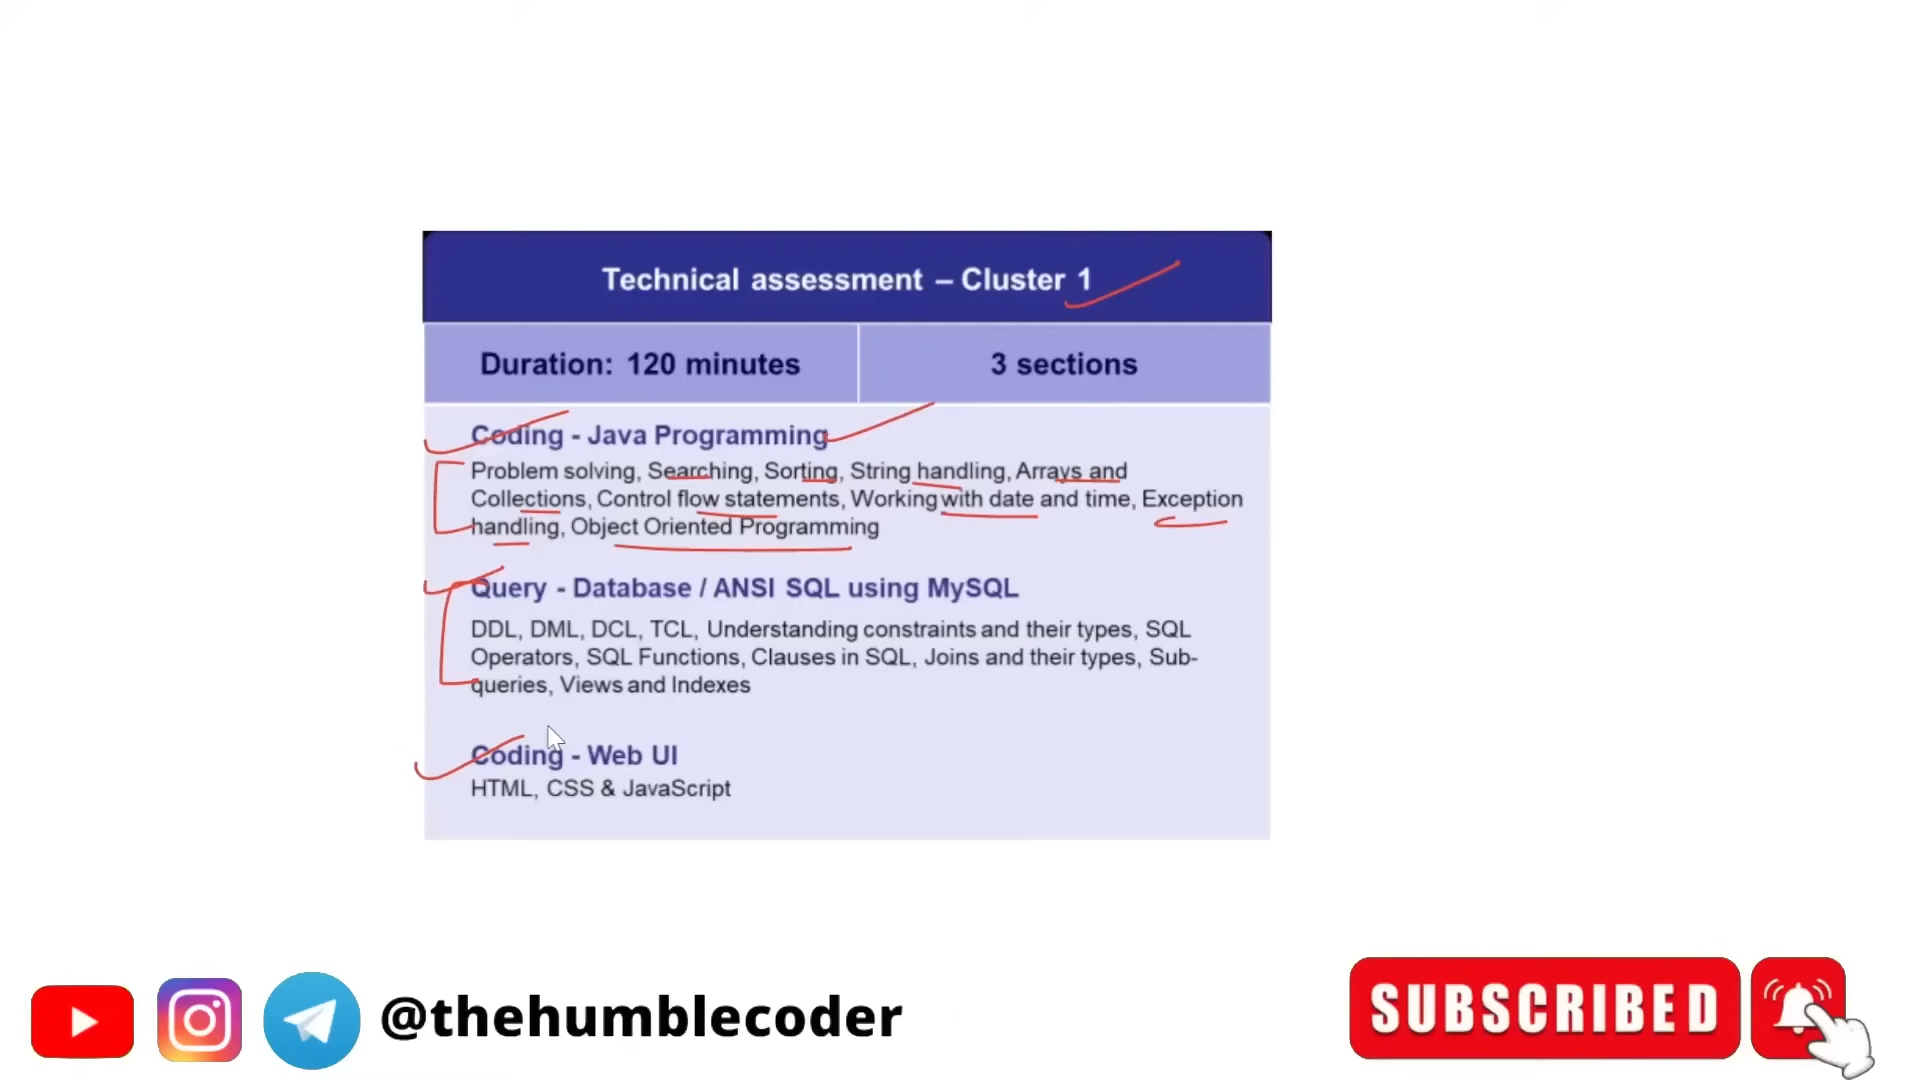 Technical assessment – Cluster 1
Duration: 120 minutes
3 sections
Coding - Java Programming
Problem solving, Searching, Sorting, String handling, Arrays and
Collections, Control flow statements, Working with date and time, Exception
handling, Object Oriented Programming
Query - Database / ANSI SQL using MySQL
DDL, DML, DCL, TCL, Understanding constraints and their types, SQL
Operators, SQL Functions, Clauses in SQL, Joins and their types, Sub-
queries, Views and Indexes
Coding - Web UI
HTML, CSS & JavaScript
@thehumblecoder
SUBSCRIBED